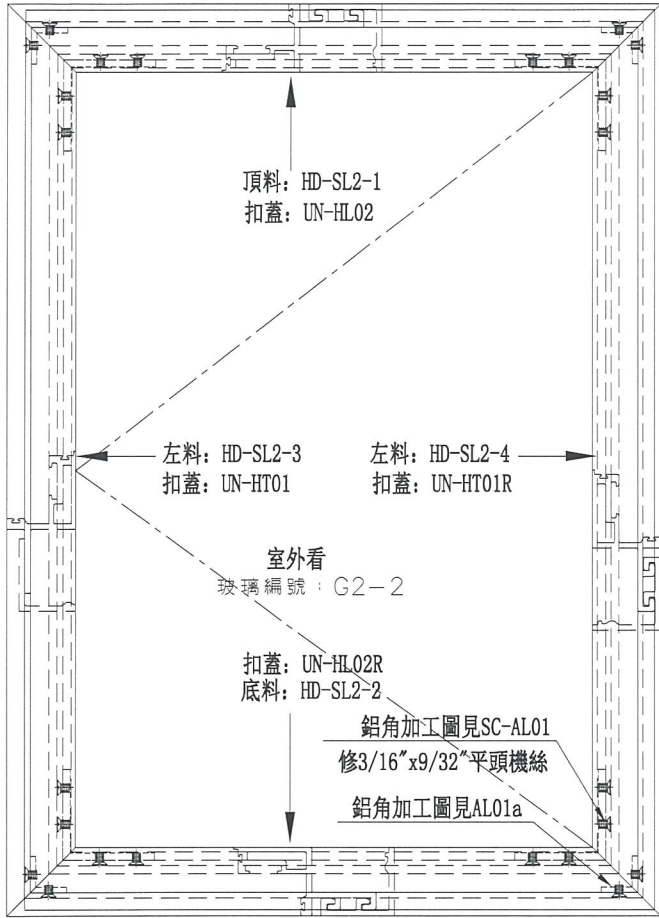 頂料: HD-SL2-1
扣蓋: UN-HL02
左料: HD-SL2-3
扣蓋: UN-HT01
左料: HD-SL2-4
扣蓋: UN-HT01R
室外看
玻璃編號：G2-2
扣蓋: UN-HL02R
底料: HD-SL2-2
鋁角加工圖見SC-AL01
修3/16"x9/32"平頭機絲
鋁角加工圖見AL01a